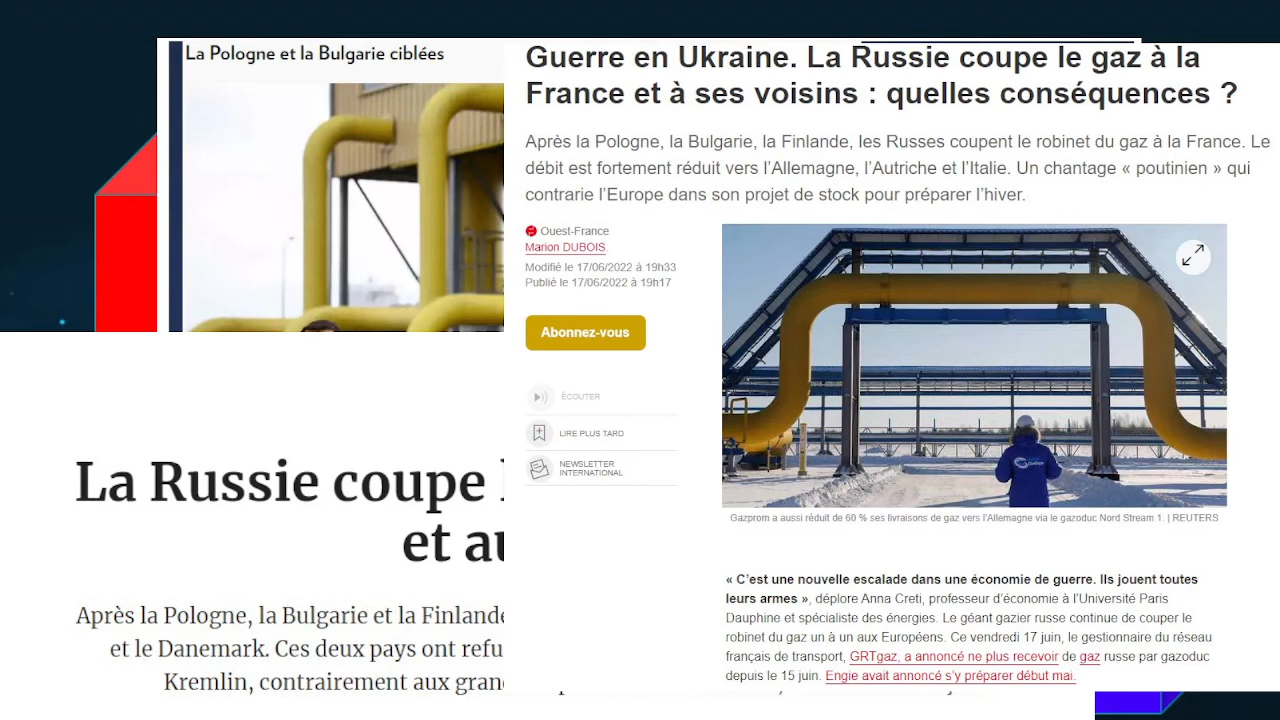 La Pologne et la Bulgarie ciblées
Guerre en Ukraine. La Russie coupe le gaz à la
France et à ses voisins : quelles conséquences ?
Après la Pologne, la Bulgarie, la Finlande, les Russes coupent le robinet du gaz à la France. Le
débit est fortement réduit vers l’Allemagne, l’Autriche et l’Italie. Un chantage « poutinien » qui
contrarie l’Europe dans son projet de stock pour préparer l’hiver.
Ouest-France
Marion DUBOIS
Modifié le 17/06/2022 à 19h33
Publié le 17/06/2022 à 19h17
Abonnez-vous
ÉCOUTER
LIRE PLUS TARD
NEWSLETTER
INTERNATIONAL
Gazprom a aussi réduit de 60 % ses livraisons de gaz vers l’Allemagne via le gazoduc Nord Stream 1. | REUTERS
« C’est une nouvelle escalade dans une économie de guerre. Ils jouent toutes
leurs armes », déplore Anna Creti, professeur d’économie à l’Université Paris
Dauphine et spécialiste des énergies. Le géant gazier russe continue de couper le
robinet du gaz un à un aux Européens. Ce vendredi 17 juin, le gestionnaire du réseau
français de transport, GRTgaz, a annoncé ne plus recevoir de gaz russe par gazoduc
depuis le 15 juin. Engie avait annoncé s’y préparer début mai.
La Russie coupe
et
Après la Pologne, la Bulgarie et la Finlande
et le Danemark. Ces deux pays ont refu
Kremlin, contrairement aux gran